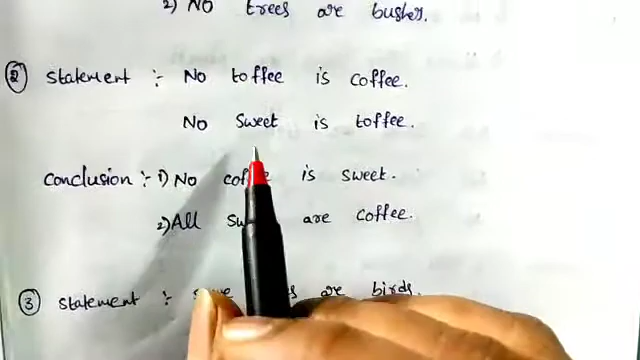 2) No trees are bushes.
② Statement :- No toffee is coffee.
No Sweet is toffee.
Conclusion :- 1) No is sweet.
2) All are coffee.
③ Statement :- are birds.